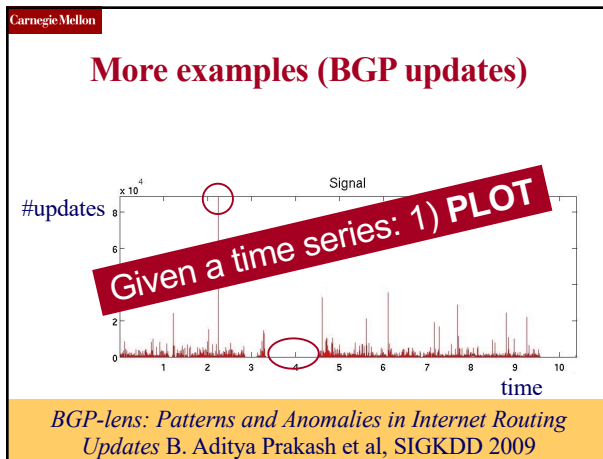 Carnegie Mellon
More examples (BGP updates)
x 10^4
Signal
#updates
8
6
4
2
0
1 2 3 4 5 6 7 8 9 10
time
Given a time series: 1) PLOT
BGP-lens: Patterns and Anomalies in Internet Routing
Updates B. Aditya Prakash et al, SIGKDD 2009